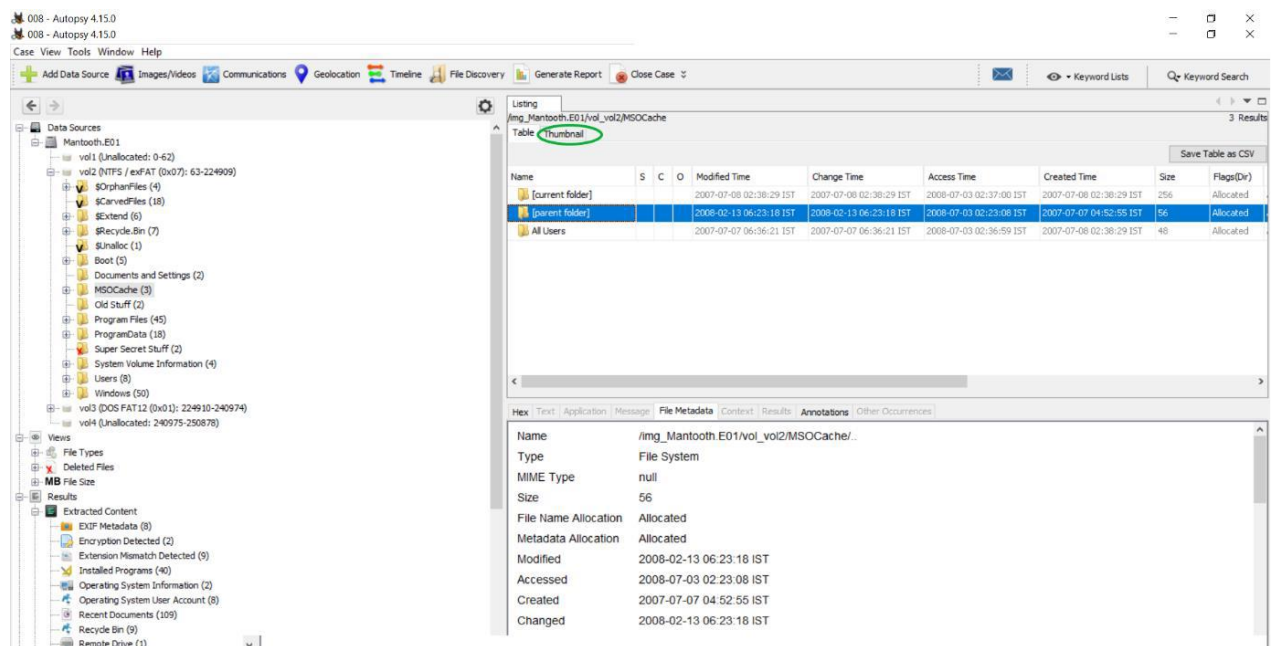 008 - Autopsy 4.15.0
008 - Autopsy 4.15.0
Case View Tools Window Help
Add Data Source Images/Videos Communications Geolocation Timeline File Discovery Generate Report Close Case Keyword Lists Keyword Search
Listing
/img_Mantooth.E01/vol_vol2/MSOCache 3 Results
Table Thumbnail
Save Table as CSV
Name S C O Modified Time Change Time Access Time Created Time Size Flags(Dir)
[current folder] 2007-07-08 02:38:29 IST 2007-07-08 02:38:29 IST 2008-07-03 02:37:00 IST 2007-07-08 02:38:29 IST 256 Allocated
[parent folder] 2008-02-13 06:23:18 IST 2008-02-13 06:23:18 IST 2008-07-03 02:23:08 IST 2007-07-07 04:52:55 IST 56 Allocated
All Users 2007-07-07 06:36:21 IST 2007-07-07 06:36:21 IST 2008-07-03 02:36:59 IST 2007-07-08 02:38:29 IST 48 Allocated
Data Sources
Mantooth.E01
vol1 (Unallocated: 0-62)
vol2 (NTFS / exFAT (0x07): 63-224909)
$OrphanFiles (4)
$CarvedFiles (18)
$Extend (6)
$Recycle.Bin (7)
$Unalloc (1)
Boot (5)
Documents and Settings (2)
MSOCache (3)
Old Stuff (2)
Program Files (45)
ProgramData (18)
Super Secret Stuff (2)
System Volume Information (4)
Users (8)
Windows (50)
vol3 (DOS FAT12 (0x01): 224910-240974)
vol4 (Unallocated: 240975-250878)
Views
File Types
Deleted Files
MB File Size
Results
Extracted Content
EXIF Metadata (8)
Encryption Detected (2)
Extension Mismatch Detected (9)
Installed Programs (40)
Operating System Information (2)
Operating System User Account (8)
Recent Documents (109)
Recycle Bin (9)
Remote Drive (1)
Hex Text Application Message File Metadata Context Results Annotations Other Occurrences
Name /img_Mantooth.E01/vol_vol2/MSOCache/..
Type File System
MIME Type null
Size 56
File Name Allocation Allocated
Metadata Allocation Allocated
Modified 2008-02-13 06:23:18 IST
Accessed 2008-07-03 02:23:08 IST
Created 2007-07-07 04:52:55 IST
Changed 2008-02-13 06:23:18 IST